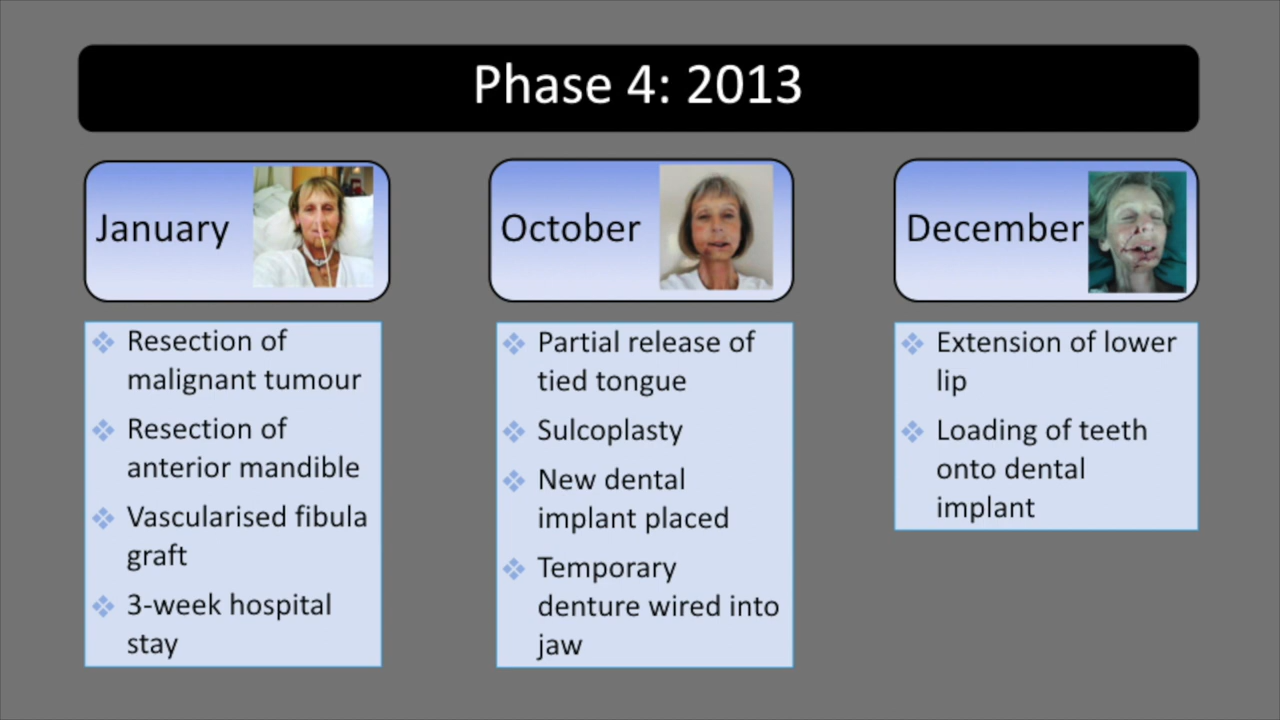 Phase 4: 2013
January
Resection of
malignant tumour
Resection of
anterior mandible
Vascularised fibula
graft
3-week hospital
stay
October
Partial release of
tied tongue
Sulcoplasty
New dental
implant placed
Temporary
denture wired into
jaw
December
Extension of lower
lip
Loading of teeth
onto dental
implant